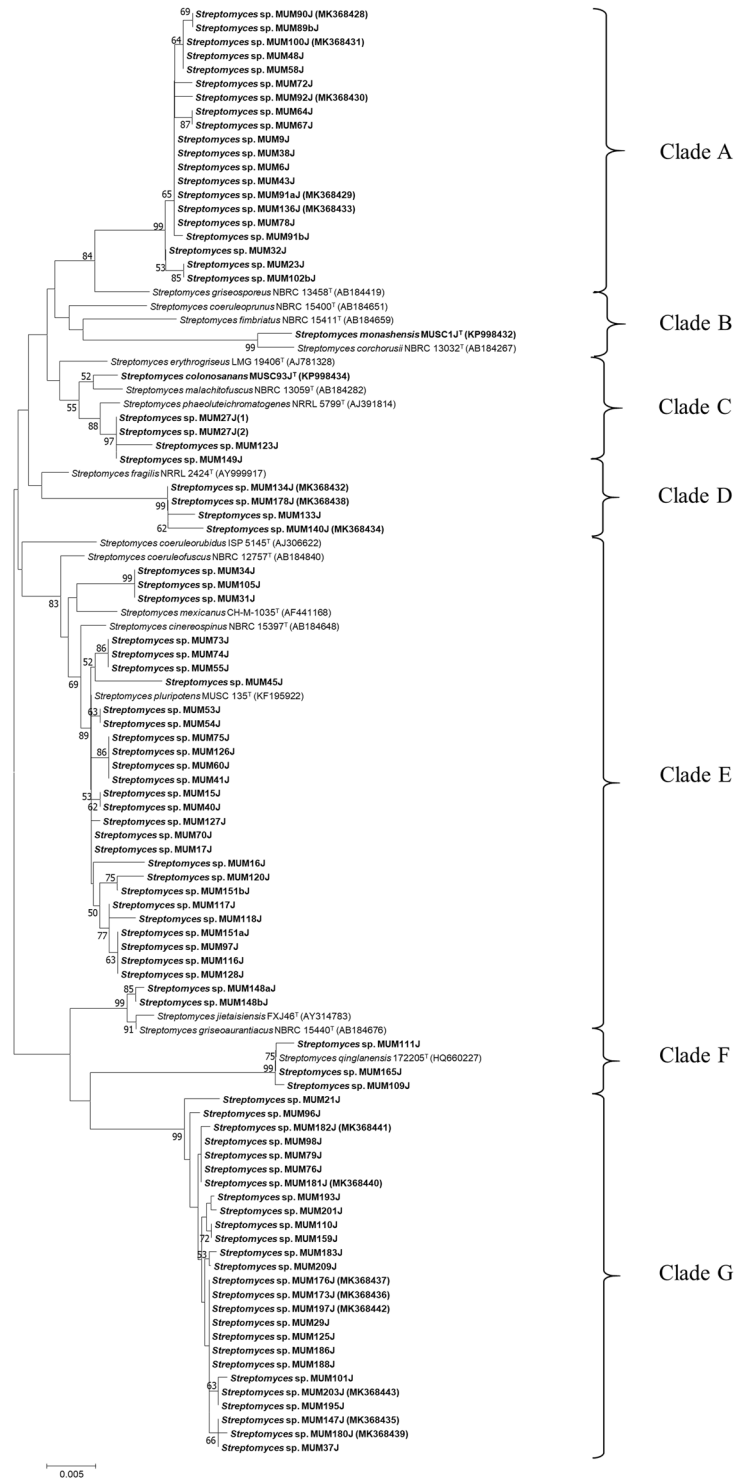 69 Streptomyces sp. MUM90J (MK368428)
Streptomyces sp. MUM89bJ
64 Streptomyces sp. MUM100J (MK368431)
Streptomyces sp. MUM48J
Streptomyces sp. MUM58J
Streptomyces sp. MUM72J
Streptomyces sp. MUM92J (MK368430)
Streptomyces sp. MUM64J
87 Streptomyces sp. MUM67J
Streptomyces sp. MUM9J
Clade A
Streptomyces sp. MUM38J
Streptomyces sp. MUM6J
Streptomyces sp. MUM43J
65 Streptomyces sp. MUM91aJ (MK368429)
Streptomyces sp. MUM136J (MK368433)
Streptomyces sp. MUM78J
99 Streptomyces sp. MUM91bJ
Streptomyces sp. MUM32J
84 53 Streptomyces sp. MUM23J
85 Streptomyces sp. MUM102bJ
Streptomyces griseosporeus NBRC 13458ᵀ (AB184419)
Streptomyces coeruleoprunus NBRC 15400ᵀ (AB184651)
Streptomyces fimbriatus NBRC 15411ᵀ (AB184659)
Clade B
Streptomyces monashensis MUSC1Jᵀ (KP998432)
99 Streptomyces corchorusii NBRC 13032ᵀ (AB184267)
Streptomyces erythrogriseus LMG 19406ᵀ (AJ781328)
52 Streptomyces colonosanans MUSC93Jᵀ (KP998434)
Streptomyces malachitofuscus NBRC 13059ᵀ (AB184282)
55 Streptomyces phaeoluteichromatogenes NRRL 5799ᵀ (AJ391814)
Clade C
88 Streptomyces sp. MUM27J(1)
Streptomyces sp. MUM27J(2)
97 Streptomyces sp. MUM123J
Streptomyces sp. MUM149J
Streptomyces fragilis NRRL 2424ᵀ (AY999917)
Streptomyces sp. MUM134J (MK368432)
Clade D
99 Streptomyces sp. MUM178J (MK368438)
Streptomyces sp. MUM133J
62 Streptomyces sp. MUM140J (MK368434)
Streptomyces coeruleorubidus ISP 5145ᵀ (AJ306622)
Streptomyces coeruleofuscus NBRC 12757ᵀ (AB184840)
99 Streptomyces sp. MUM34J
Streptomyces sp. MUM105J
83 Streptomyces sp. MUM31J
Streptomyces mexicanus CH-M-1035ᵀ (AF441168)
Streptomyces cinereospinus NBRC 15397ᵀ (AB184648)
86 Streptomyces sp. MUM73J
52 Streptomyces sp. MUM74J
Streptomyces sp. MUM55J
69 Streptomyces sp. MUM45J
Streptomyces pluripotens MUSC 135ᵀ (KF195922)
63 Streptomyces sp. MUM53J
Streptomyces sp. MUM54J
89 Streptomyces sp. MUM75J
86 Streptomyces sp. MUM126J
Streptomyces sp. MUM60J
Clade E
Streptomyces sp. MUM41J
53 Streptomyces sp. MUM15J
62 Streptomyces sp. MUM40J
Streptomyces sp. MUM127J
Streptomyces sp. MUM70J
Streptomyces sp. MUM17J
Streptomyces sp. MUM16J
75 Streptomyces sp. MUM120J
Streptomyces sp. MUM151bJ
50 Streptomyces sp. MUM117J
Streptomyces sp. MUM118J
77 Streptomyces sp. MUM151aJ
Streptomyces sp. MUM97J
63 Streptomyces sp. MUM116J
Streptomyces sp. MUM128J
85 Streptomyces sp. MUM148aJ
99 Streptomyces sp. MUM148bJ
Streptomyces jietaisiensis FXJ46ᵀ (AY314783)
91 Streptomyces griseoaurantiacus NBRC 15440ᵀ (AB184676)
Streptomyces sp. MUM111J
75 Streptomyces qinglanensis 172205ᵀ (HQ660227)
Clade F
99 Streptomyces sp. MUM165J
Streptomyces sp. MUM109J
Streptomyces sp. MUM21J
Streptomyces sp. MUM96J
99 Streptomyces sp. MUM182J (MK368441)
Streptomyces sp. MUM98J
Streptomyces sp. MUM79J
Streptomyces sp. MUM76J
Streptomyces sp. MUM181J (MK368440)
Streptomyces sp. MUM193J
Streptomyces sp. MUM201J
Streptomyces sp. MUM110J
72 Streptomyces sp. MUM159J
53 Streptomyces sp. MUM183J
Streptomyces sp. MUM209J
Clade G
Streptomyces sp. MUM176J (MK368437)
Streptomyces sp. MUM173J (MK368436)
Streptomyces sp. MUM197J (MK368442)
Streptomyces sp. MUM29J
Streptomyces sp. MUM125J
Streptomyces sp. MUM186J
Streptomyces sp. MUM188J
63 Streptomyces sp. MUM101J
Streptomyces sp. MUM203J (MK368443)
Streptomyces sp. MUM195J
Streptomyces sp. MUM147J (MK368435)
66 Streptomyces sp. MUM180J (MK368439)
Streptomyces sp. MUM37J
0.005